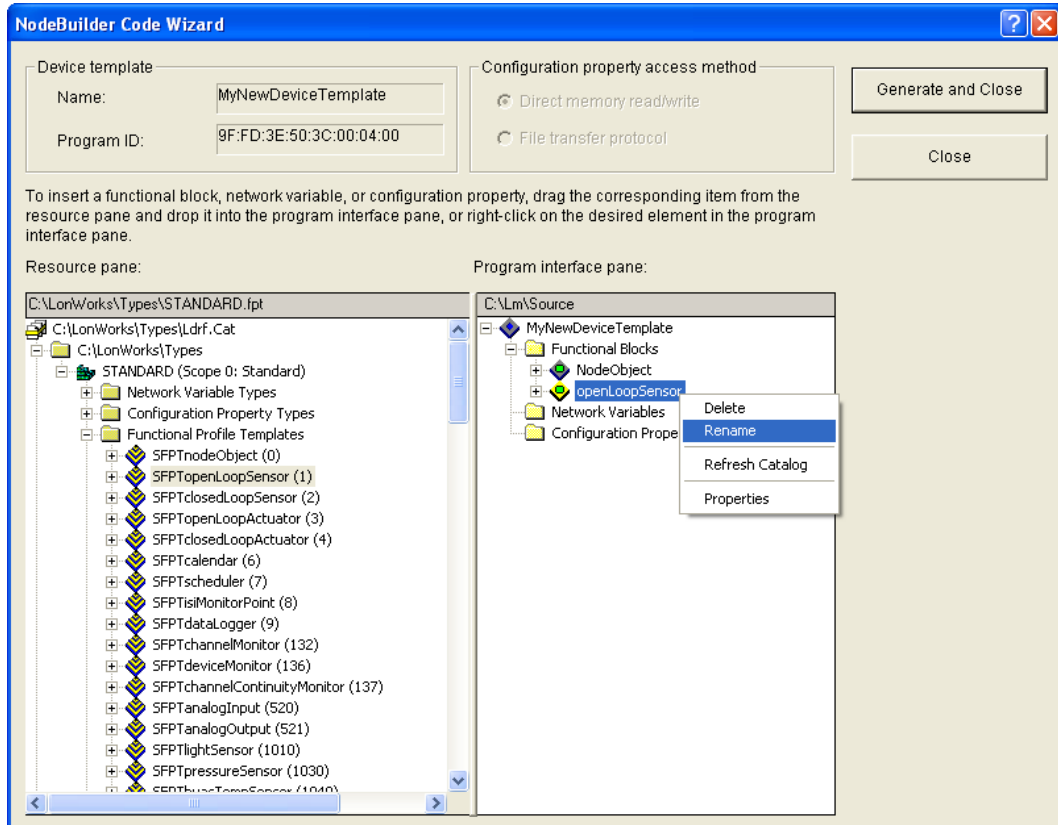 NodeBuilder Code Wizard
Device template
Name:
MyNewDeviceTemplate
Program ID:
9F:FD:3E:50:3C:00:04:00
Configuration property access method
Direct memory read/write
File transfer protocol
Generate and Close
Close
To insert a functional block, network variable, or configuration property, drag the corresponding item from the
resource pane and drop it into the program interface pane, or right-click on the desired element in the program
interface pane.
Resource pane:
C:\LonWorks\Types\STANDARD.fpt
C:\LonWorks\Types\Ldrf.Cat
C:\LonWorks\Types
STANDARD (Scope 0: Standard)
Network Variable Types
Configuration Property Types
Functional Profile Templates
SFPTnodeObject (0)
SFPTopenLoopSensor (1)
SFPTclosedLoopSensor (2)
SFPTopenLoopActuator (3)
SFPTclosedLoopActuator (4)
SFPTcalendar (6)
SFPTscheduler (7)
SFPTisiMonitorPoint (8)
SFPTdataLogger (9)
SFPTchannelMonitor (132)
SFPTdeviceMonitor (136)
SFPTchannelContinuityMonitor (137)
SFPTanalogInput (520)
SFPTanalogOutput (521)
SFPTlightSensor (1010)
SFPTpressureSensor (1030)
Program interface pane:
C:\Lm\Source
MyNewDeviceTemplate
Functional Blocks
NodeObject
openLoopSensor
Network Variables
Configuration Prope
Delete
Rename
Refresh Catalog
Properties